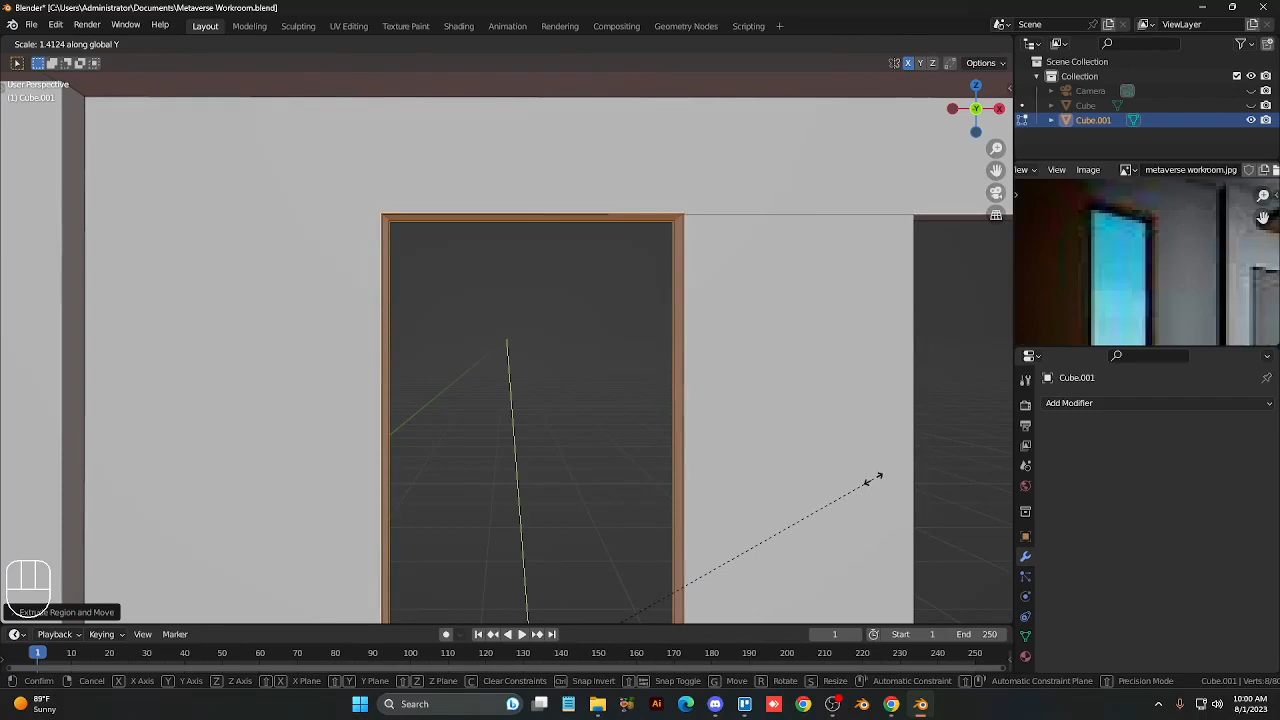 Blender* [C:\Users\Administrator\Documents\Metaverse Workroom.blend]
File Edit Render Window Help Layout Modeling Sculpting UV Editing Texture Paint Shading Animation Rendering Compositing Geometry Nodes Scripting Scene ViewLayer
Scale: 1.4124 along global Y
X Y Z Options
User Perspective
(1) Cube.001
Z
Y
X
Scene Collection
Collection
Camera
Cube
Cube.001
View Image metaverse workroom.jpg
Cube.001
Add Modifier
Extrude Region and Move
Playback Keying View Marker 1 Start 1 End 250
1 10 20 30 40 50 60 70 80 90 100 110 120 130 140 150 160 170 180 190 200 210 220 230 240 250
Confirm Cancel X X Axis Y Y Axis Z Z Axis X X Plane Y Y Plane Z Z Plane C Clear Constraints Snap Invert Snap Toggle G Move R Rotate S Resize Automatic Constraint Automatic Constraint Plane Precision Mode Cube.001 | Verts:8/8
89°F
Sunny
Search
Ai
10:00 AM